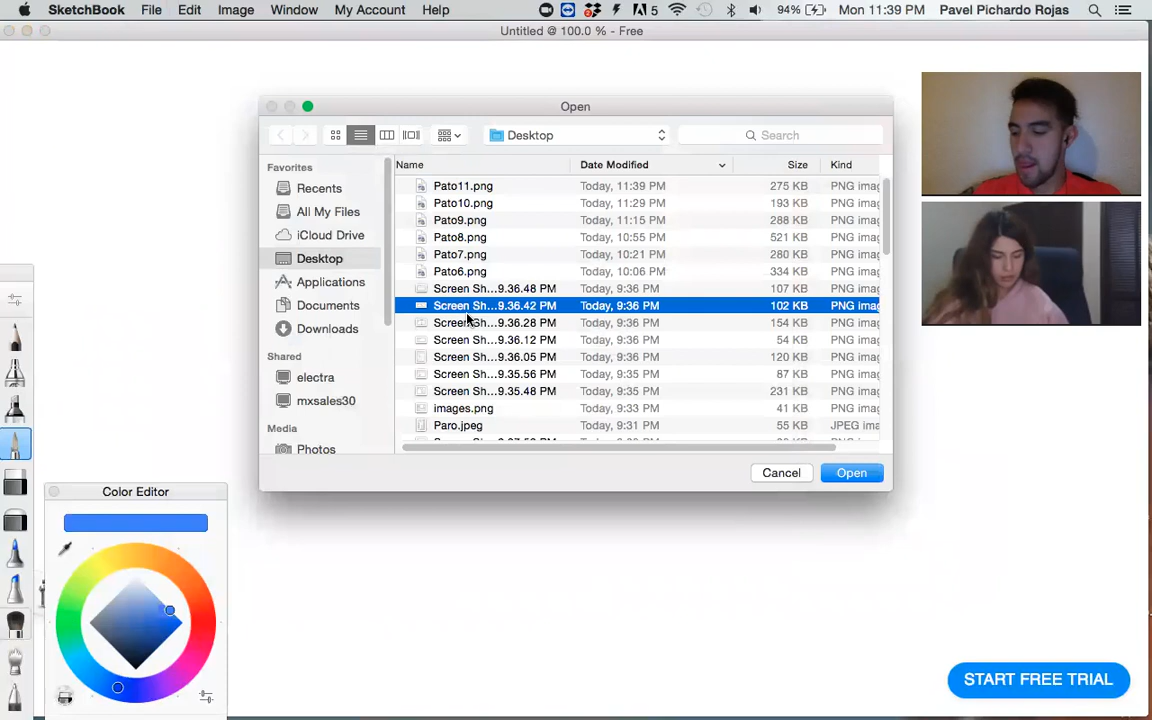 SketchBook File Edit Image Window My Account Help 5 94% Mon 11:39 PM Pavel Pichardo Rojas
Untitled @ 100.0 % - Free
Open
Desktop Search
Favorites
Recents
All My Files
iCloud Drive
Desktop
Applications
Documents
Downloads
Shared
electra
mxsales30
Media
Photos
Name Date Modified Size Kind
Pato11.png Today, 11:39 PM 275 KB PNG imag
Pato10.png Today, 11:29 PM 193 KB PNG imag
Pato9.png Today, 11:15 PM 288 KB PNG imag
Pato8.png Today, 10:55 PM 521 KB PNG imag
Pato7.png Today, 10:21 PM 280 KB PNG imag
Pato6.png Today, 10:06 PM 334 KB PNG imag
Screen Sh...9.36.48 PM Today, 9:36 PM 107 KB PNG imag
Screen Sh...9.36.42 PM Today, 9:36 PM 102 KB PNG imag
Screen Sh...9.36.28 PM Today, 9:36 PM 154 KB PNG imag
Screen Sh...9.36.12 PM Today, 9:36 PM 54 KB PNG imag
Screen Sh...9.36.05 PM Today, 9:36 PM 120 KB PNG imag
Screen Sh...9.35.56 PM Today, 9:35 PM 87 KB PNG imag
Screen Sh...9.35.48 PM Today, 9:35 PM 231 KB PNG imag
images.png Today, 9:33 PM 41 KB PNG imag
Paro.jpeg Today, 9:31 PM 55 KB JPEG ima
Cancel Open
Color Editor
START FREE TRIAL